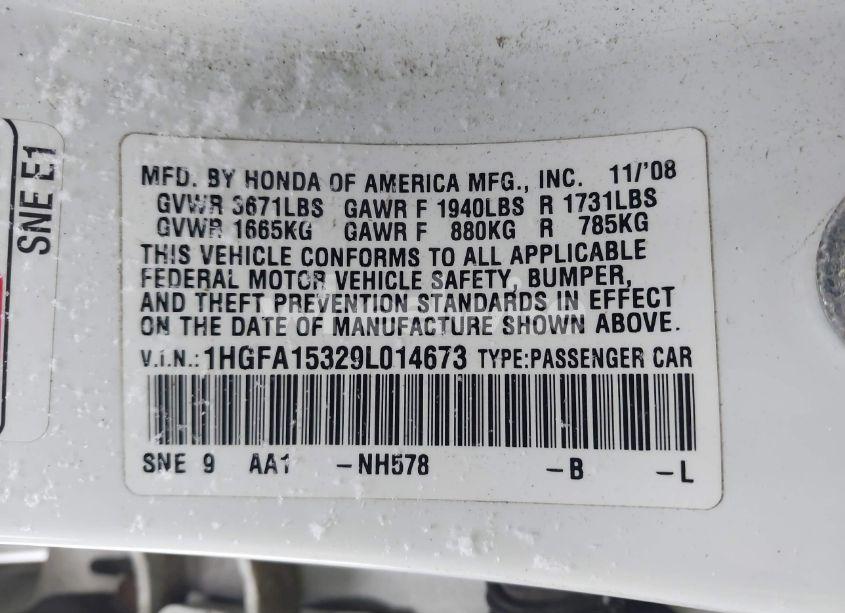 SNE E1
MFD. BY HONDA OF AMERICA MFG., INC. 11/'08
GVWR 3671LBS GAWR F 1940LBS R 1731LBS
GVWR 1665KG GAWR F 880KG R 785KG
THIS VEHICLE CONFORMS TO ALL APPLICABLE
FEDERAL MOTOR VEHICLE SAFETY, BUMPER,
AND THEFT PREVENTION STANDARDS IN EFFECT
ON THE DATE OF MANUFACTURE SHOWN ABOVE.
V.I.N.: 1HGFA15329L014673 TYPE:PASSENGER CAR
SNE 9 AA1 -NH578 -B -L